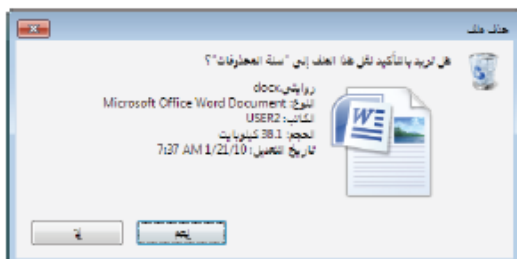 حذف ملف
هل تريد بالتأكيد نقل هذا الملف إلى "سلة المحذوفات"؟
روايتي.docx
النوع: Microsoft Office Word Document
الكاتب: USER2
الحجم: 38.1 كيلوبايت
تاريخ التعديل: 1/21/10 7:37 AM
نعم
لا